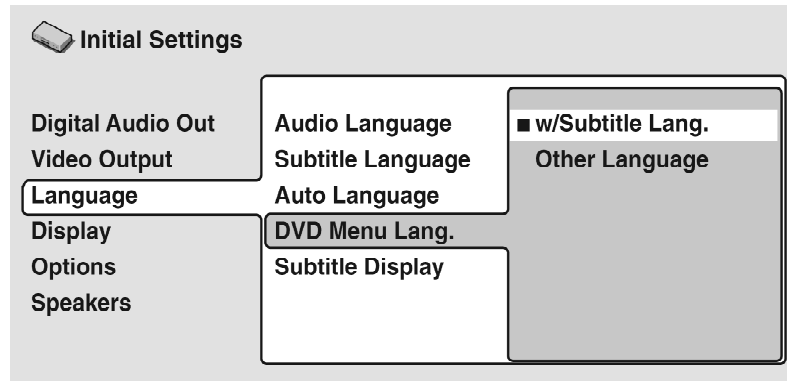 Initial Settings
Digital Audio Out
Video Output
Language
Display
Options
Speakers
Audio Language
Subtitle Language
Auto Language
DVD Menu Lang.
Subtitle Display
w/Subtitle Lang.
Other Language